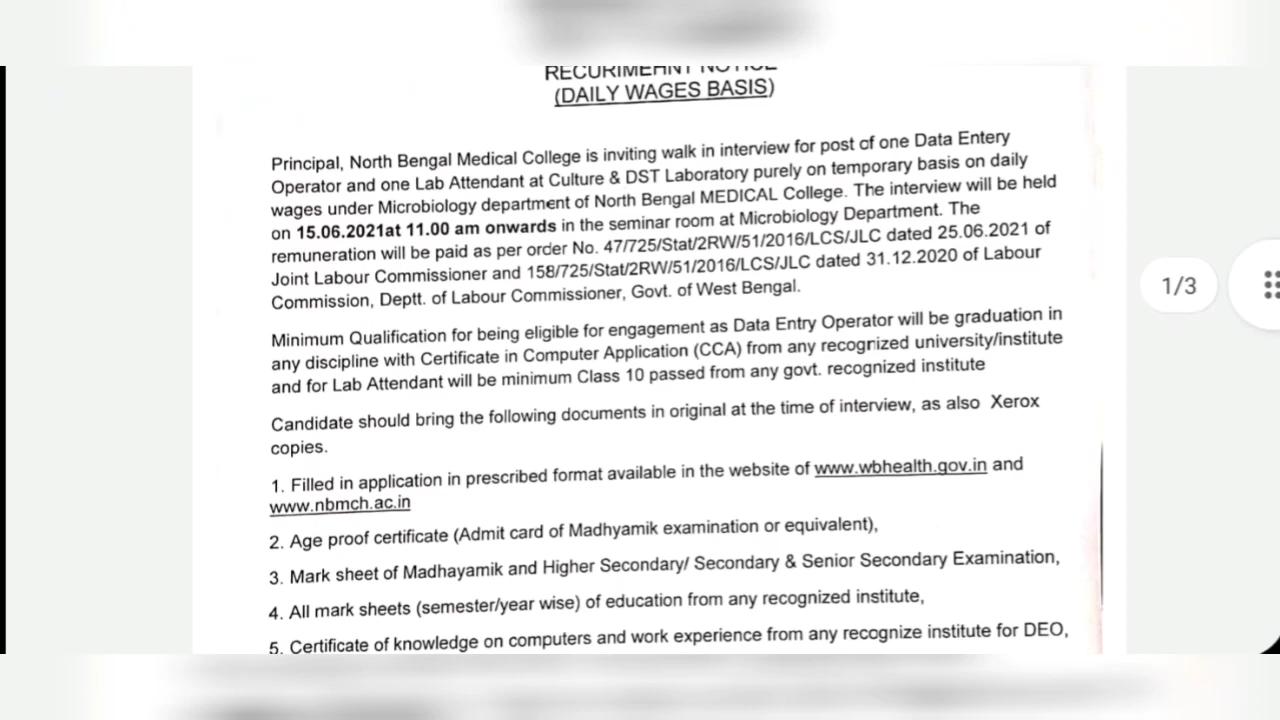 RECURIMEHNT NOTICE
(DAILY WAGES BASIS)
Principal, North Bengal Medical College is inviting walk in interview for post of one Data Entery
Operator and one Lab Attendant at Culture & DST Laboratory purely on temporary basis on daily
wages under Microbiology department of North Bengal MEDICAL College. The interview will be held
on 15.06.2021at 11.00 am onwards in the seminar room at Microbiology Department. The
remuneration will be paid as per order No. 47/725/Stat/2RW/51/2016/LCS/JLC dated 25.06.2021 of
Joint Labour Commissioner and 158/725/Stat/2RW/51/2016/LCS/JLC dated 31.12.2020 of Labour
Commission, Deptt. of Labour Commissioner, Govt. of West Bengal.
1/3
Minimum Qualification for being eligible for engagement as Data Entry Operator will be graduation in
any discipline with Certificate in Computer Application (CCA) from any recognized university/institute
and for Lab Attendant will be minimum Class 10 passed from any govt. recognized institute
Candidate should bring the following documents in original at the time of interview, as also Xerox
copies.
1. Filled in application in prescribed format available in the website of www.wbhealth.gov.in and
www.nbmch.ac.in
2. Age proof certificate (Admit card of Madhyamik examination or equivalent),
3. Mark sheet of Madhayamik and Higher Secondary/ Secondary & Senior Secondary Examination,
4. All mark sheets (semester/year wise) of education from any recognized institute,
5. Certificate of knowledge on computers and work experience from any recognize institute for DEO,